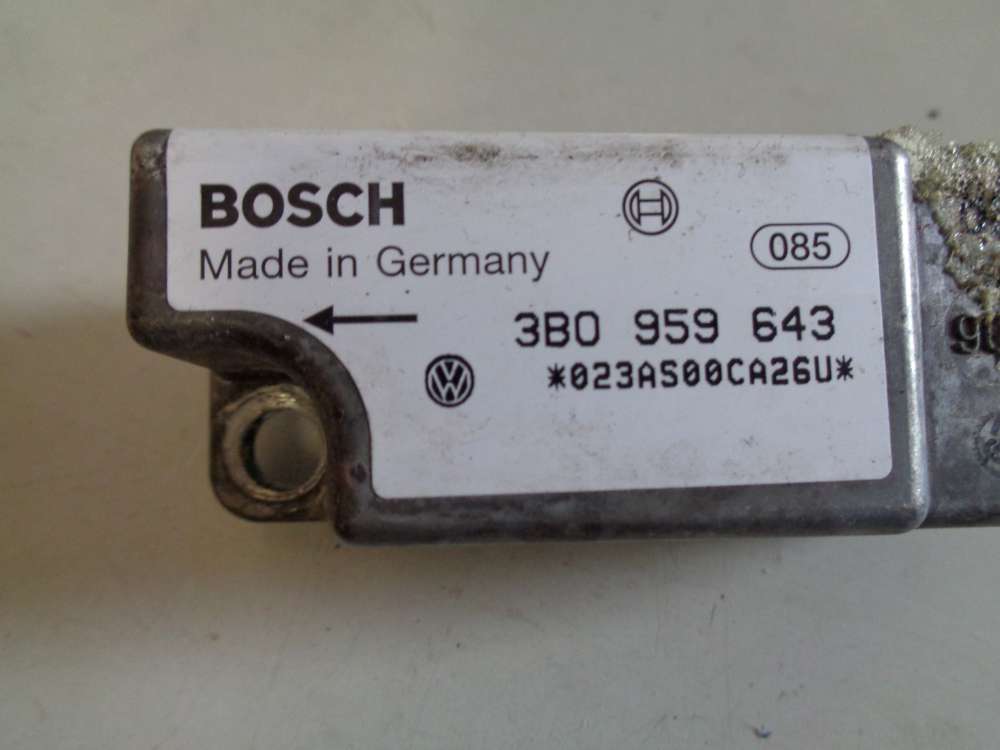 BOSCH
085
Made in Germany
3B0 959 643
*023AS00CA26U*